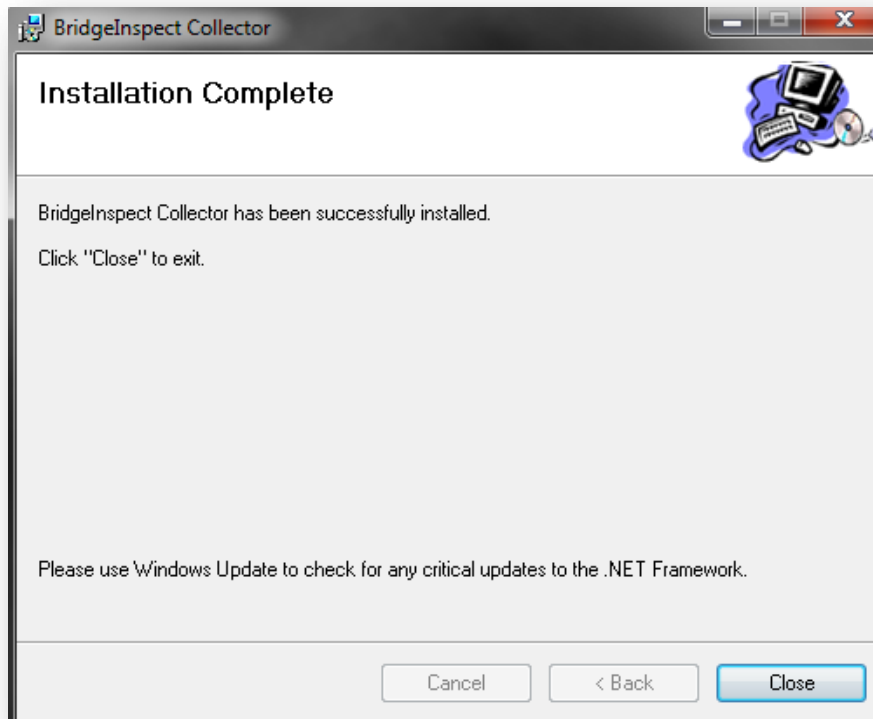 BridgeInspect Collector
Installation Complete
BridgeInspect Collector has been successfully installed.
Click "Close" to exit.
Please use Windows Update to check for any critical updates to the .NET Framework.
Cancel
< Back
Close